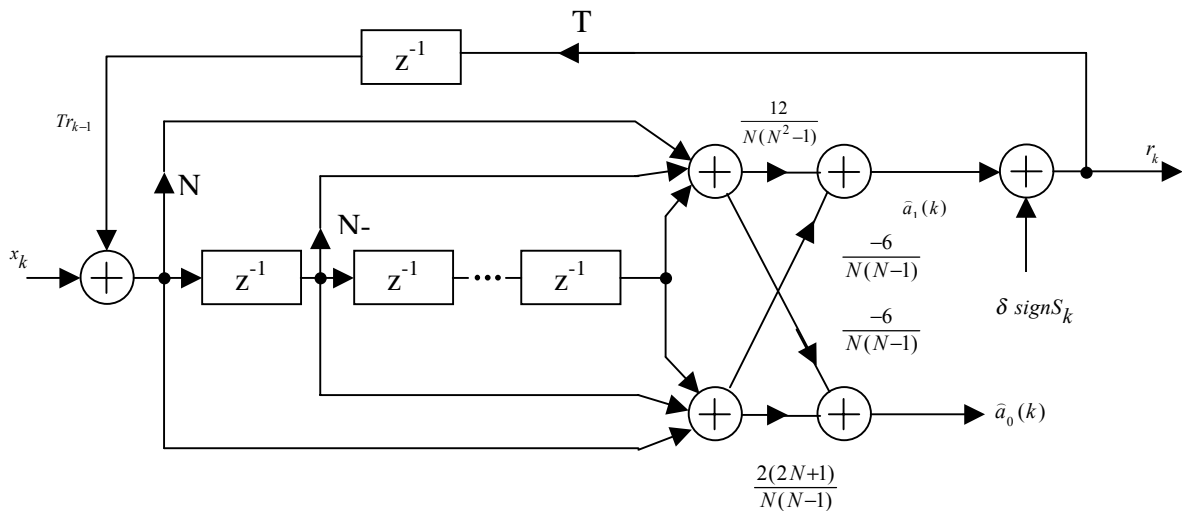 T
z⁻¹
Tr_{k−1}
12
N(N²−1)
r_k
N
â₁(k)
N-
x_k
z⁻¹
z⁻¹
z⁻¹
−6
N(N−1)
δ signS_k
−6
N(N−1)
â₀(k)
2(2N+1)
N(N−1)